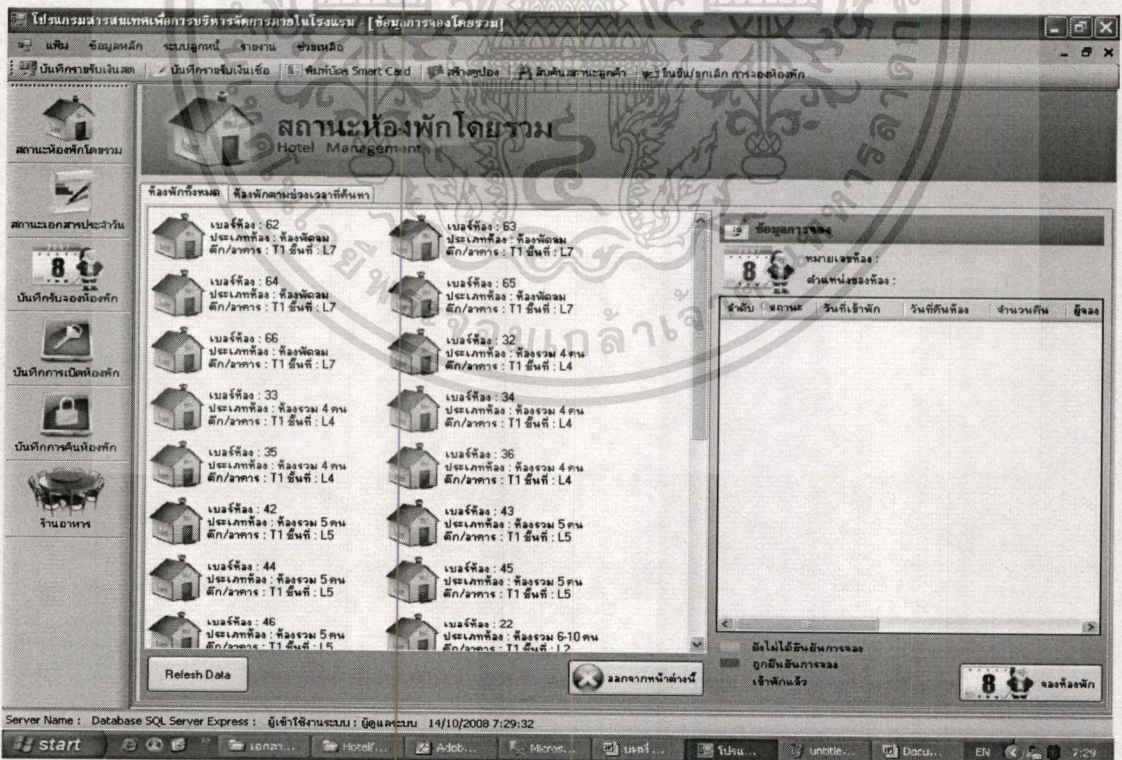 โปรแกรมสารสนเทศเพื่อการบริหารจัดการภายในโรงแรม - [ข้อมูลการจองโดยรวม]
แฟ้ม ข้อมูลหลัก ระบบลูกหนี้ รายงาน ช่วยเหลือ
บันทึกรายรับเงินสด บันทึกรายรับเงินเชื่อ พิมพ์บัตร Smart Card สร้างคูปอง สืบค้นสถานะลูกค้า ยืนยัน/ยกเลิก การจองห้องพัก
สถานะห้องพักโดยรวม
สถานะเอกสารประจำวัน
บันทึกรับจองห้องพัก
บันทึกการเปิดห้องพัก
บันทึกการคืนห้องพัก
ร้านอาหาร
สถานะห้องพักโดยรวม
Hotel Management
ห้องพักทั้งหมด ห้องพักตามช่วงเวลาที่ค้นหา
เบอร์ห้อง : 62
ประเภทห้อง : ห้องพัดลม
ตึก/อาคาร : T1 ชั้นที่ : L7
เบอร์ห้อง : 63
ประเภทห้อง : ห้องพัดลม
ตึก/อาคาร : T1 ชั้นที่ : L7
เบอร์ห้อง : 64
ประเภทห้อง : ห้องพัดลม
ตึก/อาคาร : T1 ชั้นที่ : L7
เบอร์ห้อง : 65
ประเภทห้อง : ห้องพัดลม
ตึก/อาคาร : T1 ชั้นที่ : L7
เบอร์ห้อง : 66
ประเภทห้อง : ห้องพัดลม
ตึก/อาคาร : T1 ชั้นที่ : L7
เบอร์ห้อง : 32
ประเภทห้อง : ห้องรวม 4 คน
ตึก/อาคาร : T1 ชั้นที่ : L4
เบอร์ห้อง : 33
ประเภทห้อง : ห้องรวม 4 คน
ตึก/อาคาร : T1 ชั้นที่ : L4
เบอร์ห้อง : 34
ประเภทห้อง : ห้องรวม 4 คน
ตึก/อาคาร : T1 ชั้นที่ : L4
เบอร์ห้อง : 35
ประเภทห้อง : ห้องรวม 4 คน
ตึก/อาคาร : T1 ชั้นที่ : L4
เบอร์ห้อง : 36
ประเภทห้อง : ห้องรวม 4 คน
ตึก/อาคาร : T1 ชั้นที่ : L4
เบอร์ห้อง : 42
ประเภทห้อง : ห้องรวม 5 คน
ตึก/อาคาร : T1 ชั้นที่ : L5
เบอร์ห้อง : 43
ประเภทห้อง : ห้องรวม 5 คน
ตึก/อาคาร : T1 ชั้นที่ : L5
เบอร์ห้อง : 44
ประเภทห้อง : ห้องรวม 5 คน
ตึก/อาคาร : T1 ชั้นที่ : L5
เบอร์ห้อง : 45
ประเภทห้อง : ห้องรวม 5 คน
ตึก/อาคาร : T1 ชั้นที่ : L5
เบอร์ห้อง : 46
ประเภทห้อง : ห้องรวม 5 คน
ตึก/อาคาร : T1 ชั้นที่ : L5
เบอร์ห้อง : 22
ประเภทห้อง : ห้องรวม 6-10 คน
ตึก/อาคาร : T1 ชั้นที่ : L2
ข้อมูลการจอง
หมายเลขห้อง :
ตำแหน่งของห้อง :
ลำดับ สถานะ วันที่เข้าพัก วันที่คืนห้อง จำนวนคืน ผู้จอง
ยังไม่ได้ยืนยันการจอง
ถูกยืนยันการจอง
เข้าพักแล้ว
Refesh Data
ออกจากหน้าต่างนี้
จองห้องพัก
Server Name : Database SQL Server Express : ผู้เข้าใช้งานระบบ : ผู้ดูแลระบบ 14/10/2008 7:29:32
start เอกสา... Hotel(... Adob... Micros... บทที่ ... โปรแ... untitle... Docu... EN 7:29